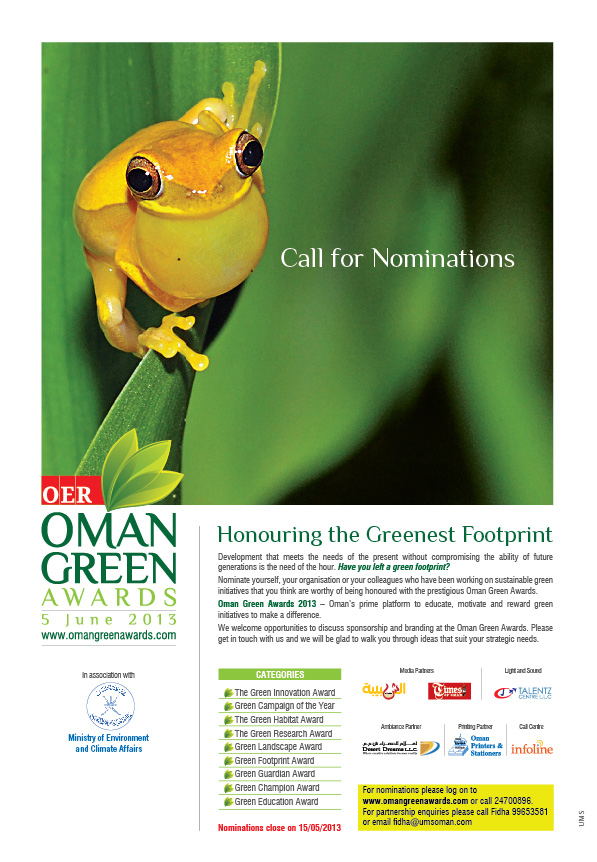 Call for Nominations
OER
OMAN
GREEN
AWARDS
5 June 2013
www.omangreenawards.com
In association with
Ministry of Environment
and Climate Affairs
Honouring the Greenest Footprint
Development that meets the needs of the present without compromising the ability of future
generations is the need of the hour. Have you left a green footprint?
Nominate yourself, your organisation or your colleagues who have been working on sustainable green
initiatives that you think are worthy of being honoured with the prestigious Oman Green Awards.
Oman Green Awards 2013 – Oman's prime platform to educate, motivate and reward green
initiatives to make a difference.
We welcome opportunities to discuss sponsorship and branding at the Oman Green Awards. Please
get in touch with us and we will be glad to walk you through ideas that suit your strategic needs.
CATEGORIES
The Green Innovation Award
Green Campaign of the Year
The Green Habitat Award
The Green Research Award
Green Landscape Award
Green Footprint Award
Green Guardian Award
Green Champion Award
Green Education Award
Nominations close on 15/05/2013
Media Partners
الشبيبة
Times
OF OMAN
Light and Sound
TALENTZ
CENTRE L.L.C
Ambiance Partner
Desert Dreams L.L.C.
Printing Partner
Oman
Printers &
Stationers
Call Centre
infoline
For nominations please log on to
www.omangreenawards.com or call 24700896.
For partnership enquiries please call Fidha 99653581
or email fidha@umsoman.com
UMS